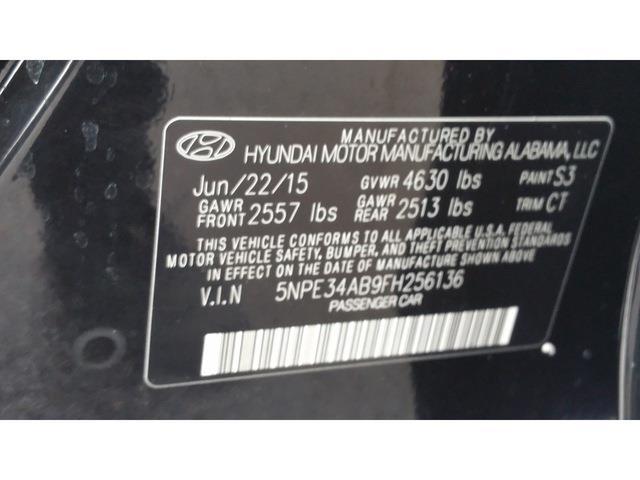 MANUFACTURED BY
HYUNDAI MOTOR MANUFACTURING ALABAMA, LLC
Jun/22/15 GVWR 4630 lbs PAINT S3
GAWR FRONT 2557 lbs GAWR REAR 2513 lbs TRIM CT
THIS VEHICLE CONFORMS TO ALL APPLICABLE U.S.A. FEDERAL
MOTOR VEHICLE SAFETY, BUMPER, AND THEFT PREVENTION STANDARDS
IN EFFECT ON THE DATE OF MANUFACTURE SHOWN ABOVE.
V.I.N 5NPE34AB9FH256136
PASSENGER CAR